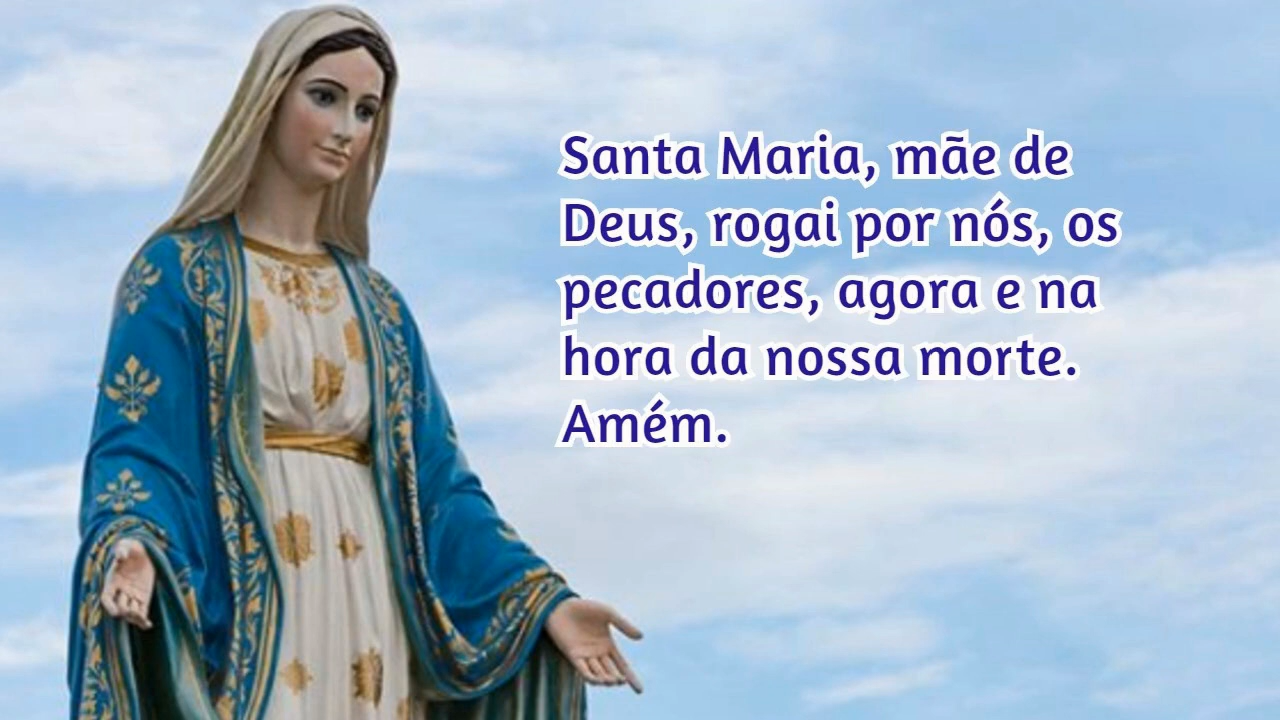 Santa Maria, mãe de
Deus, rogai por nós, os
pecadores, agora e na
hora da nossa morte.
Amém.